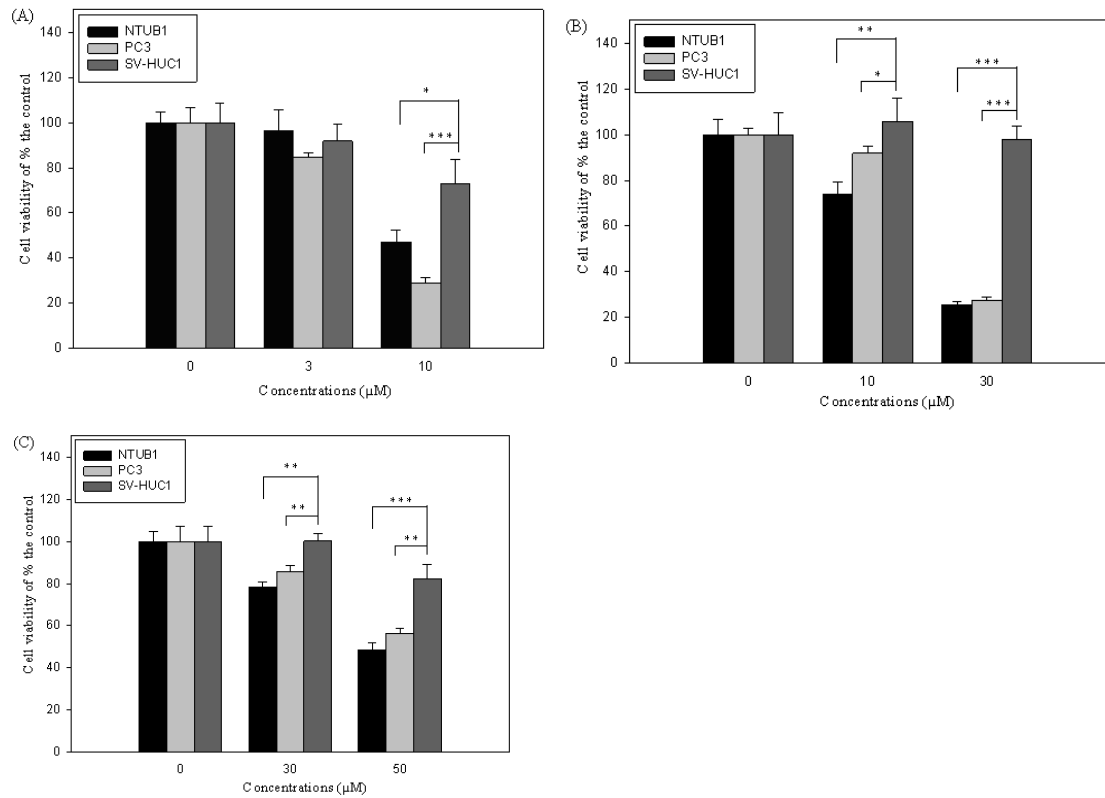 (A)
NTUB1
PC3
SV-HUC1
Cell viability of % the control
140
120
100
80
60
40
20
0
*
***
0 3 10
Concentrations (µM)
(B)
NTUB1
PC3
SV-HUC1
Cell viability of % the control
140
120
100
80
60
40
20
0
**
*
***
***
0 10 30
Concentrations (µM)
(C)
NTUB1
PC3
SV-HUC1
Cell viability of % the control
140
120
100
80
60
40
20
0
**
**
***
**
0 30 50
Concentrations (µM)